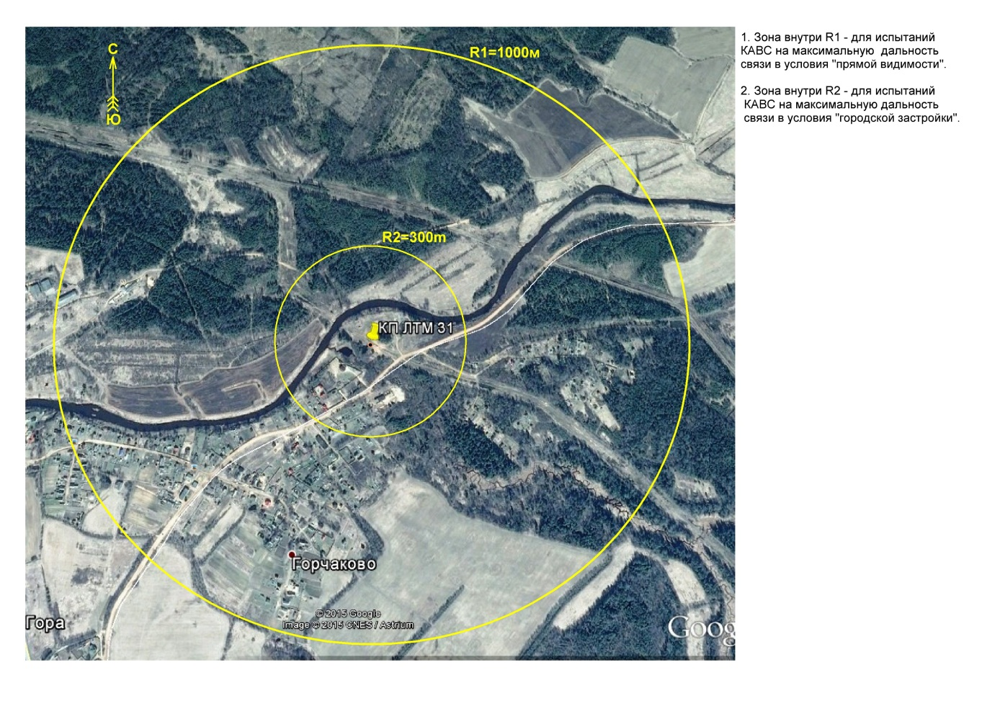 С
Ю
R1=1000м
R2=300m
КП ЛТМ 31
Горчаково
© 2015 Google
Image © 2015 CNES / Astrium
Гора
Goog
1. Зона внутри R1 - для испытаний
КАВС на максимальную дальность
связи в условия "прямой видимости".
2. Зона внутри R2 - для испытаний
КАВС на максимальную дальность
связи в условия "городской застройки".